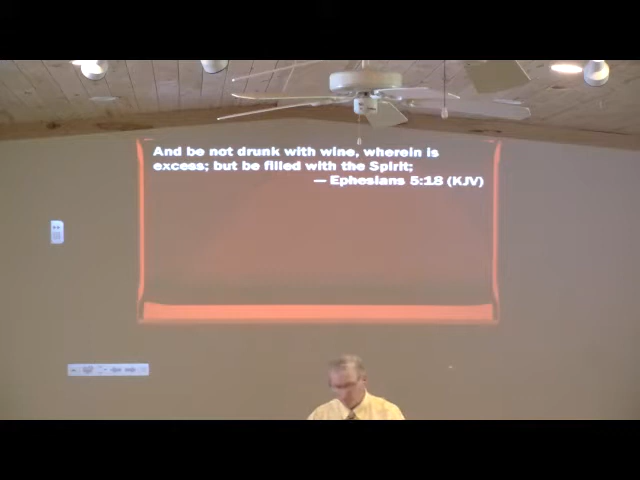 And be not drunk with wine, wherein is
excess; but be filled with the Spirit;
— Ephesians 5:18 (KJV)